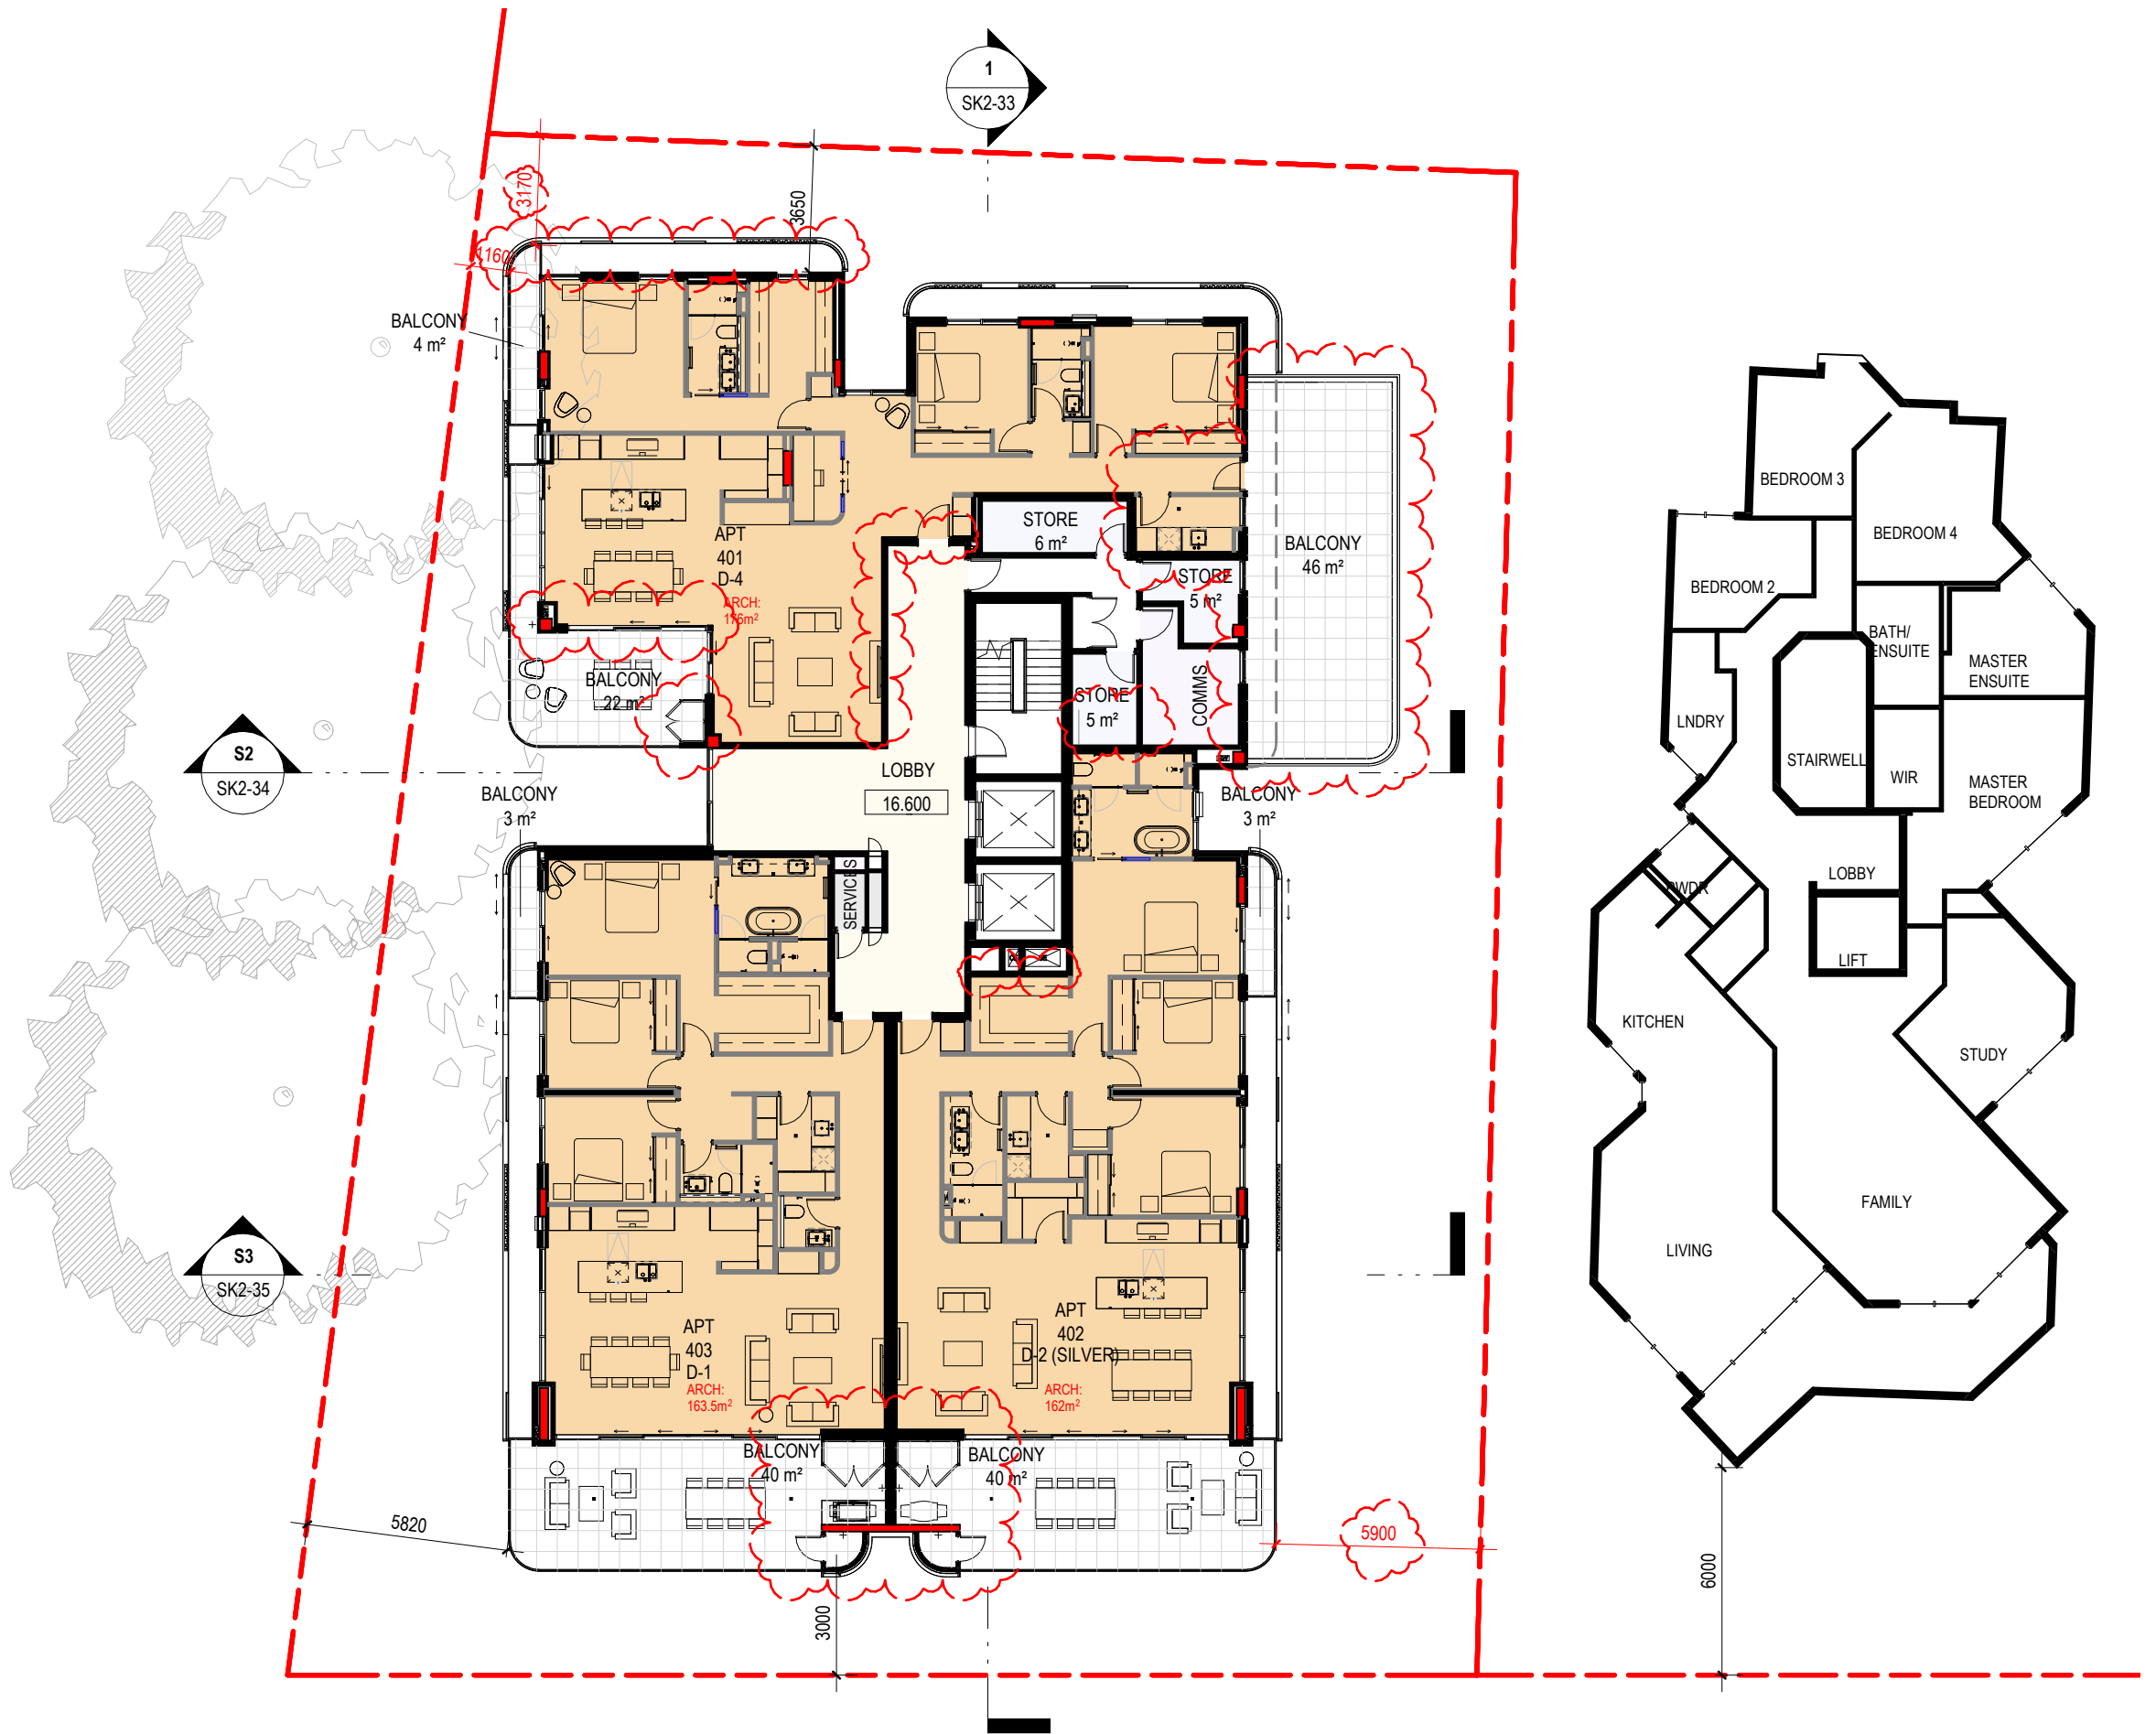 1
SK2-33
3170
3650
1160
BALCONY
4 m²
STORE
6 m²
APT
401
D-4
ARCH:
176m²
BALCONY
46 m²
STORE
5 m²
BALCONY
22 m²
STORE
5 m²
COMMS
S2
SK2-34
LOBBY
16.600
BALCONY
3 m²
BALCONY
3 m²
SERVICES
S3
SK2-35
APT
403
D-1
ARCH:
163.5m²
APT
402
D-2 (SILVER)
ARCH:
162m²
BALCONY
40 m²
BALCONY
40 m²
5820
5900
3000
6000
BEDROOM 3
BEDROOM 4
BEDROOM 2
BATH/
ENSUITE
MASTER
ENSUITE
LNDRY
STAIRWELL
WIR
MASTER
BEDROOM
LOBBY
PWDR
LIFT
KITCHEN
STUDY
FAMILY
LIVING